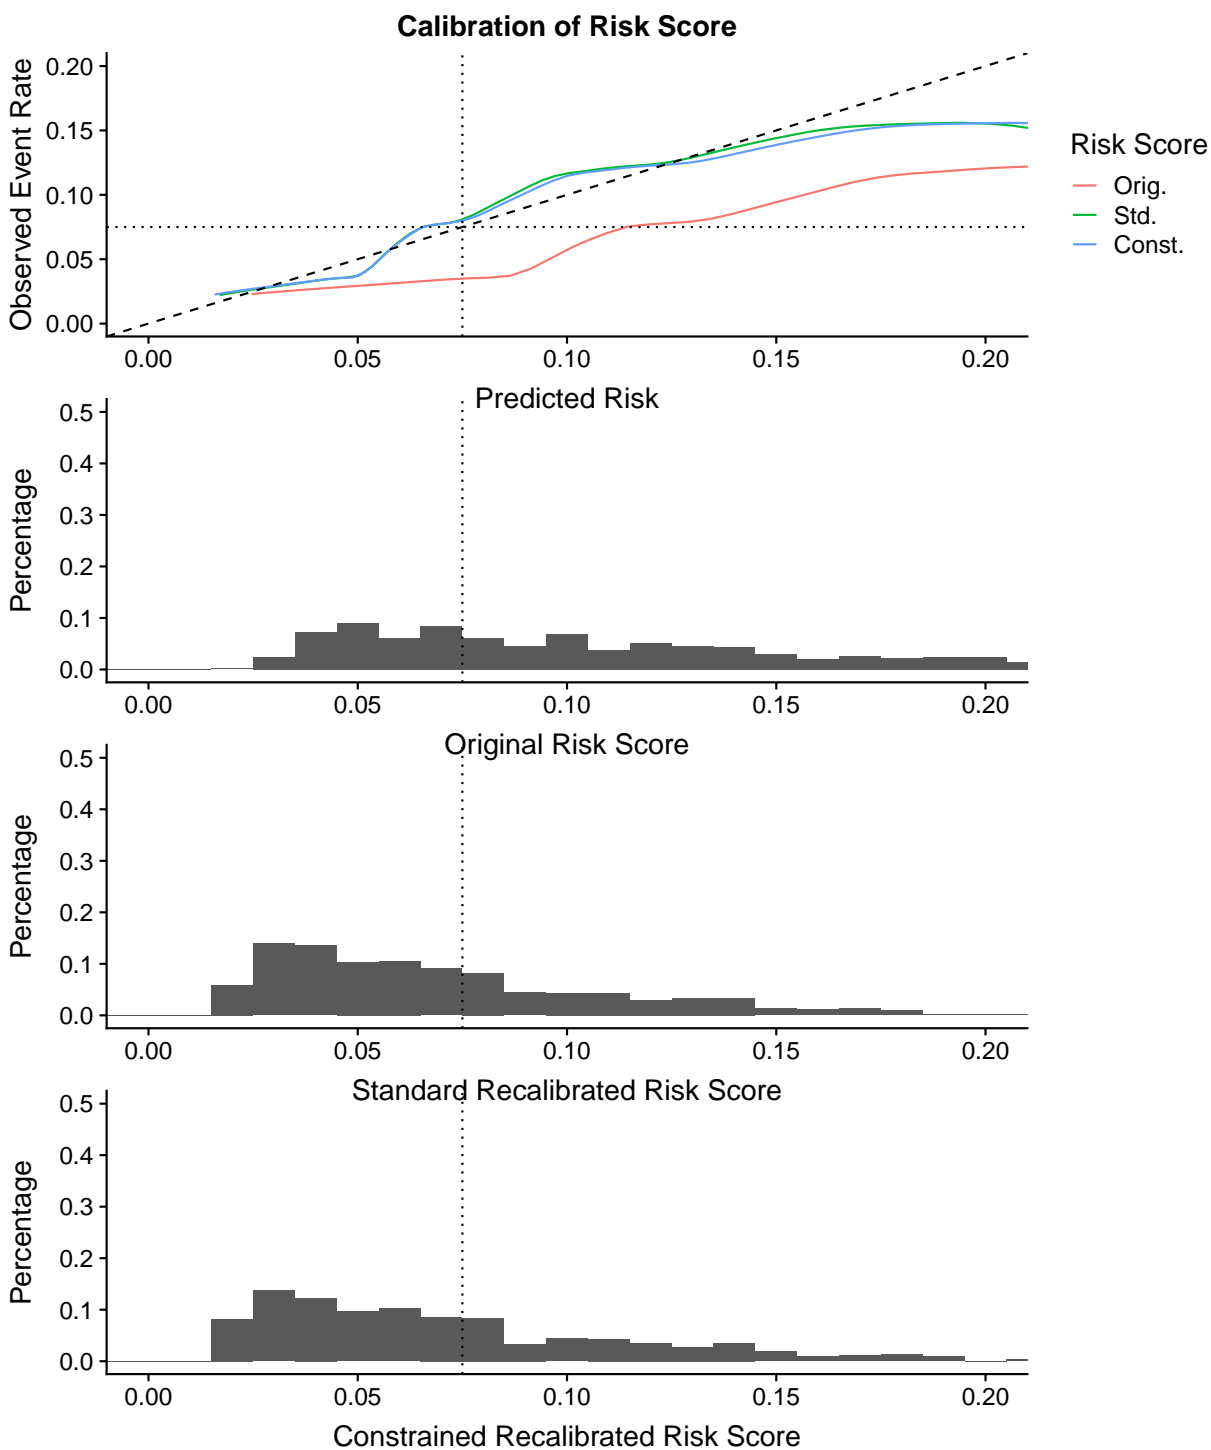 Calibration of Risk Score
Observed Event Rate
0.20
0.15
0.10
0.05
0.00
0.00 0.05 0.10 0.15 0.20
Predicted Risk
Risk Score
Orig.
Std.
Const.
Percentage
0.5
0.4
0.3
0.2
0.1
0.0
0.00 0.05 0.10 0.15 0.20
Original Risk Score
Percentage
0.5
0.4
0.3
0.2
0.1
0.0
0.00 0.05 0.10 0.15 0.20
Standard Recalibrated Risk Score
Percentage
0.5
0.4
0.3
0.2
0.1
0.0
0.00 0.05 0.10 0.15 0.20
Constrained Recalibrated Risk Score